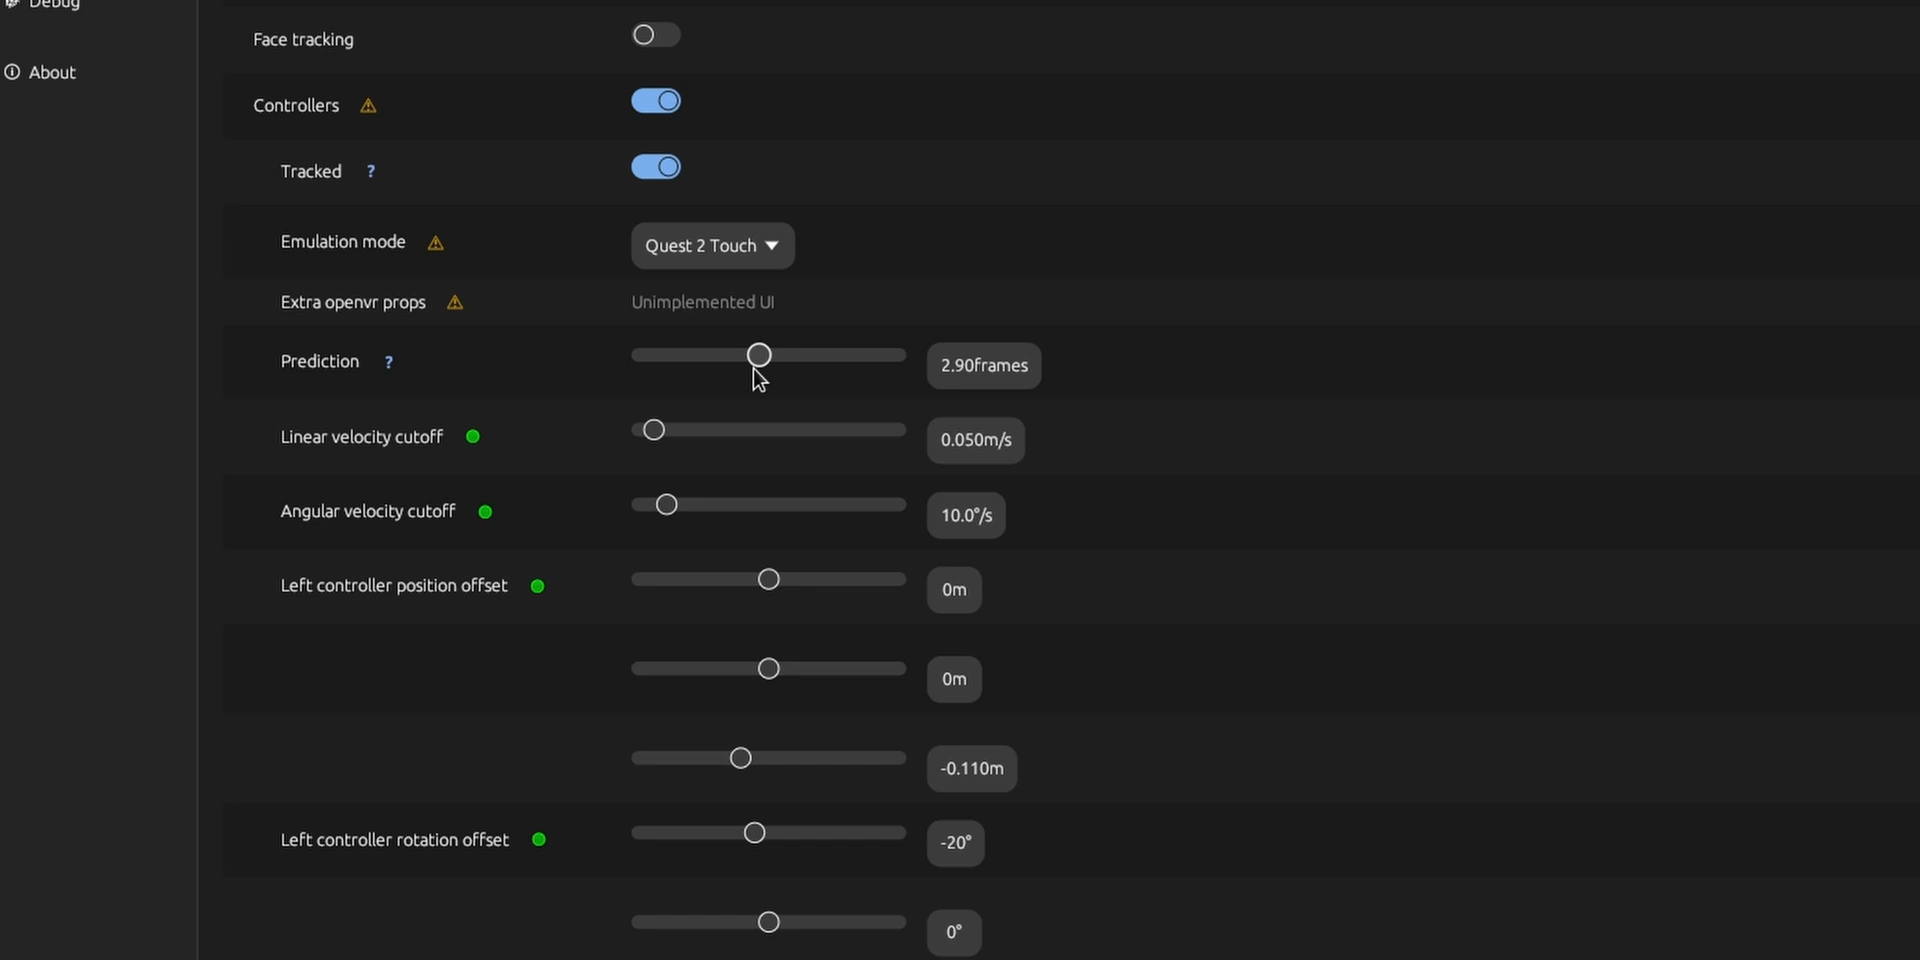 Debug
About
Face tracking
Controllers
Tracked ?
Emulation mode
Quest 2 Touch
Extra openvr props
Unimplemented UI
Prediction ?
2.90frames
Linear velocity cutoff
0.050m/s
Angular velocity cutoff
10.0°/s
Left controller position offset
0m
0m
-0.110m
Left controller rotation offset
-20°
0°